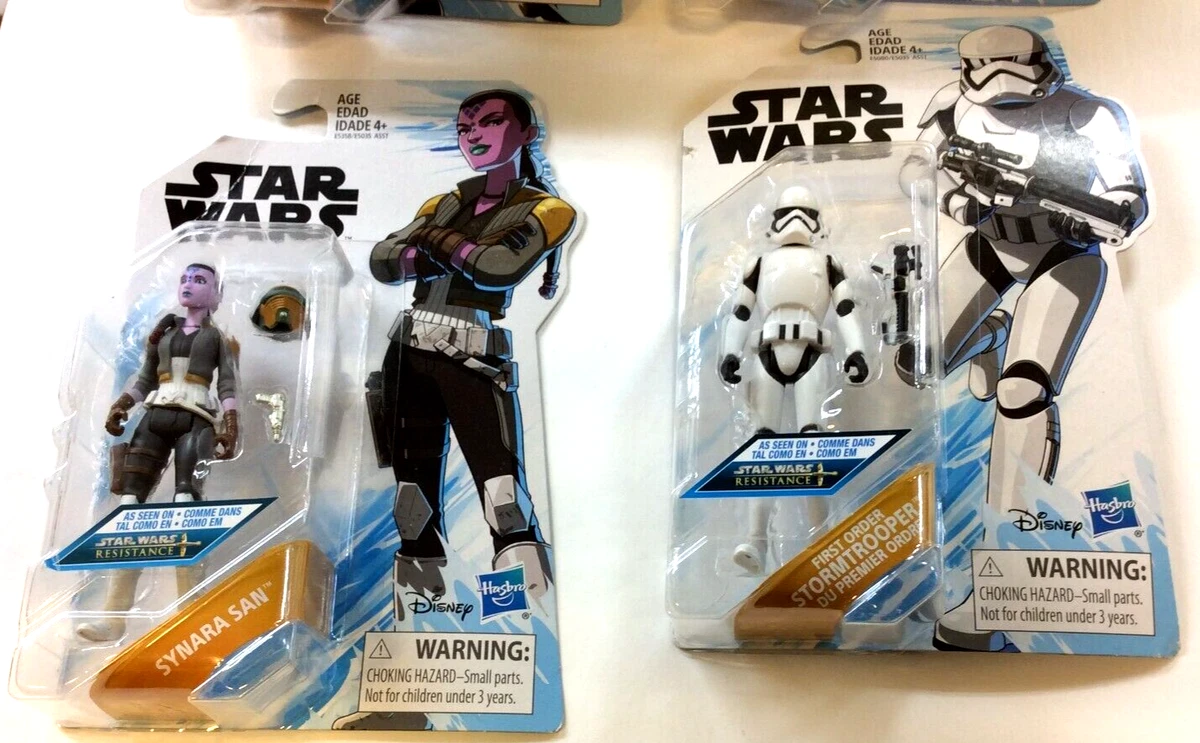 AGE
EDAD
IDADE 4+
STAR
WARS
AS SEEN ON • COMME DANS
TAL COMO EN • COMO EM
STAR WARS
RESISTANCE
SYNARA SAN™
Disney
Hasbro
®
WARNING:
CHOKING HAZARD–Small parts.
Not for children under 3 years.
AGE
EDAD
IDADE 4+
STAR
WARS
AS SEEN ON • COMME DANS
TAL COMO EN • COMO EM
STAR WARS
RESISTANCE
FIRST ORDER
STORMTROOPER
DU PREMIER ORDRE
Disney
Hasbro
®
WARNING:
CHOKING HAZARD–Small parts.
Not for children under 3 years.